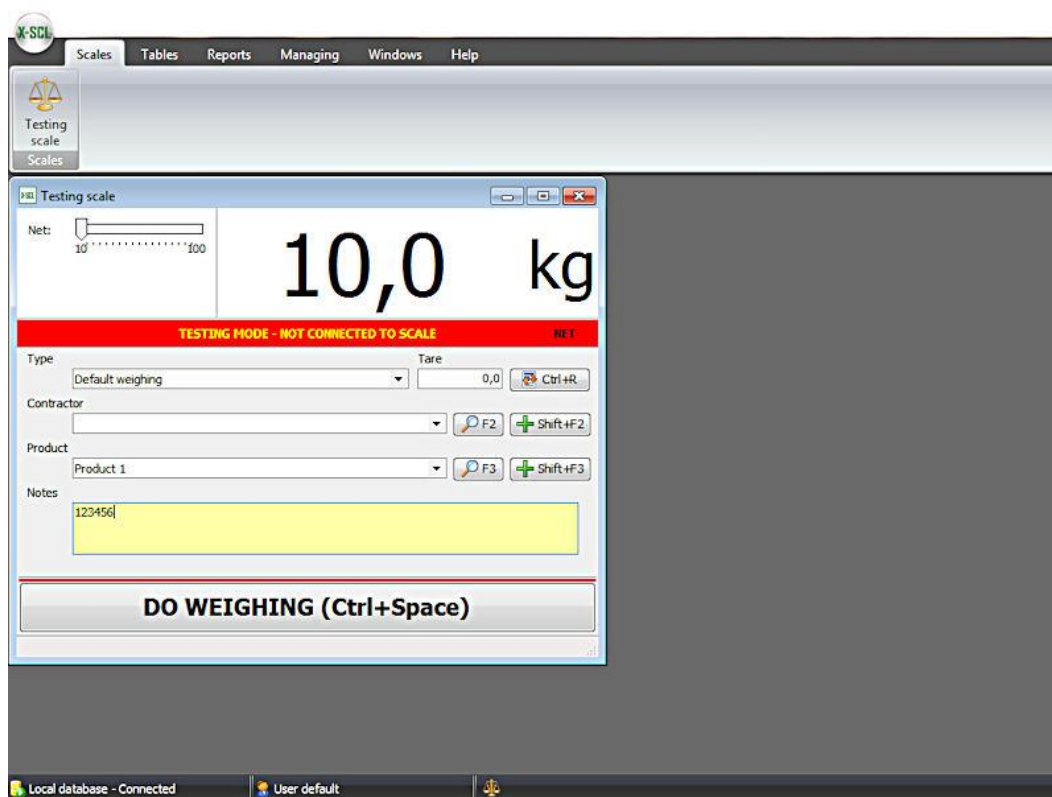 X-SCL
Scales Tables Reports Managing Windows Help
Testing
scale
Scales
X-SCL Testing scale
Net:
10 100
10,0 kg
TESTING MODE - NOT CONNECTED TO SCALE NET
Type Tare
Default weighing 0,0 Ctrl+R
Contractor
F2 Shift+F2
Product
Product 1 F3 Shift+F3
Notes
123456
DO WEIGHING (Ctrl+Space)
Local database - Connected User default